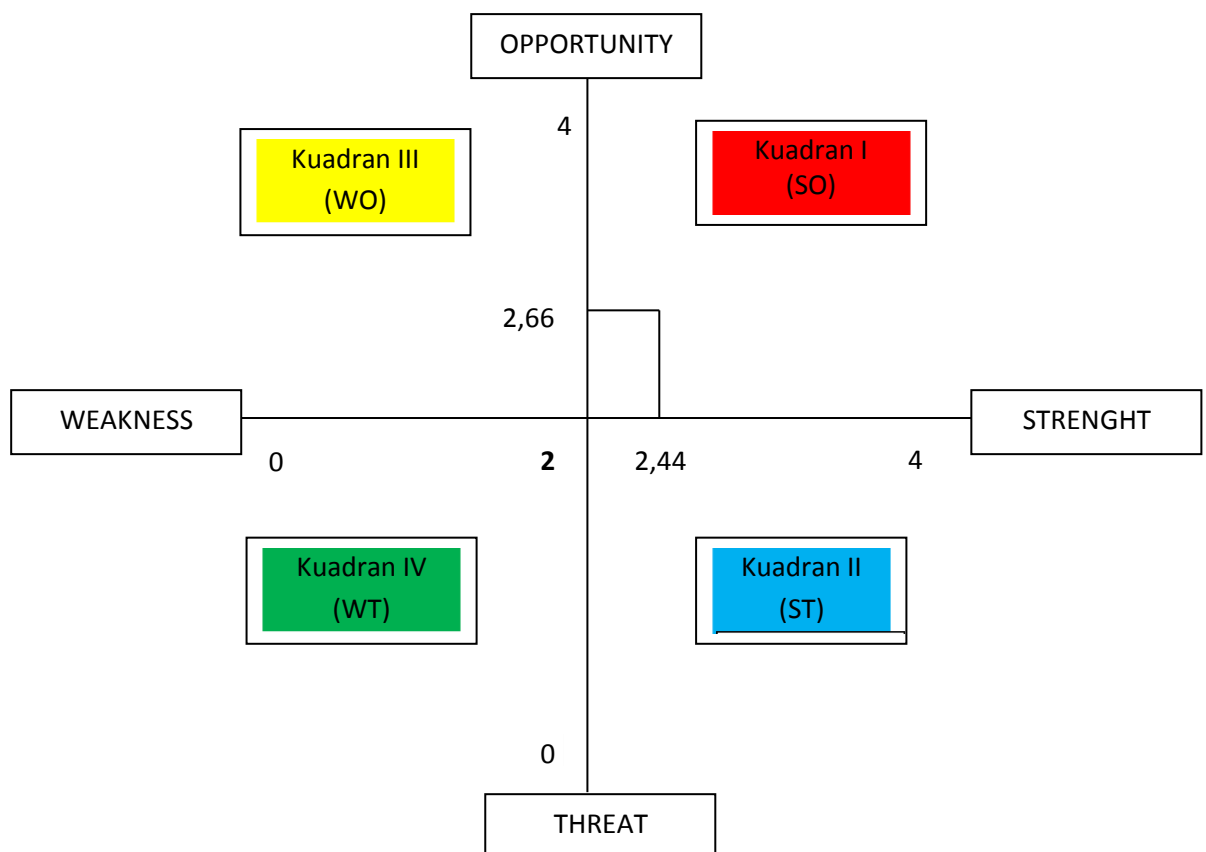 OPPORTUNITY
4
Kuadran III
(WO)
Kuadran I
(SO)
2,66
WEAKNESS
STRENGHT
0
2
2,44
4
Kuadran IV
(WT)
Kuadran II
(ST)
0
THREAT